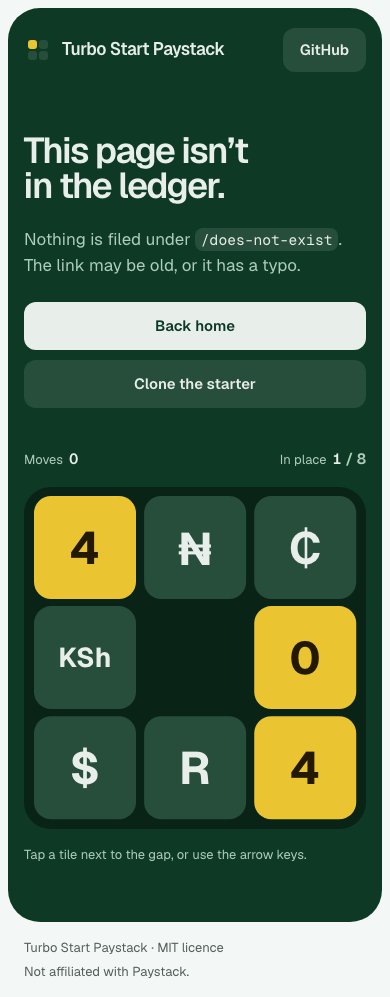 Turbo Start Paystack
GitHub
This page isn’t
in the ledger.
Nothing is filed under /does-not-exist.
The link may be old, or it has a typo.
Back home
Clone the starter
Moves 0
In place 1 / 8
4 ₦ ₵
KSh 0
$ R 4
Tap a tile next to the gap, or use the arrow keys.
Turbo Start Paystack · MIT licence
Not affiliated with Paystack.